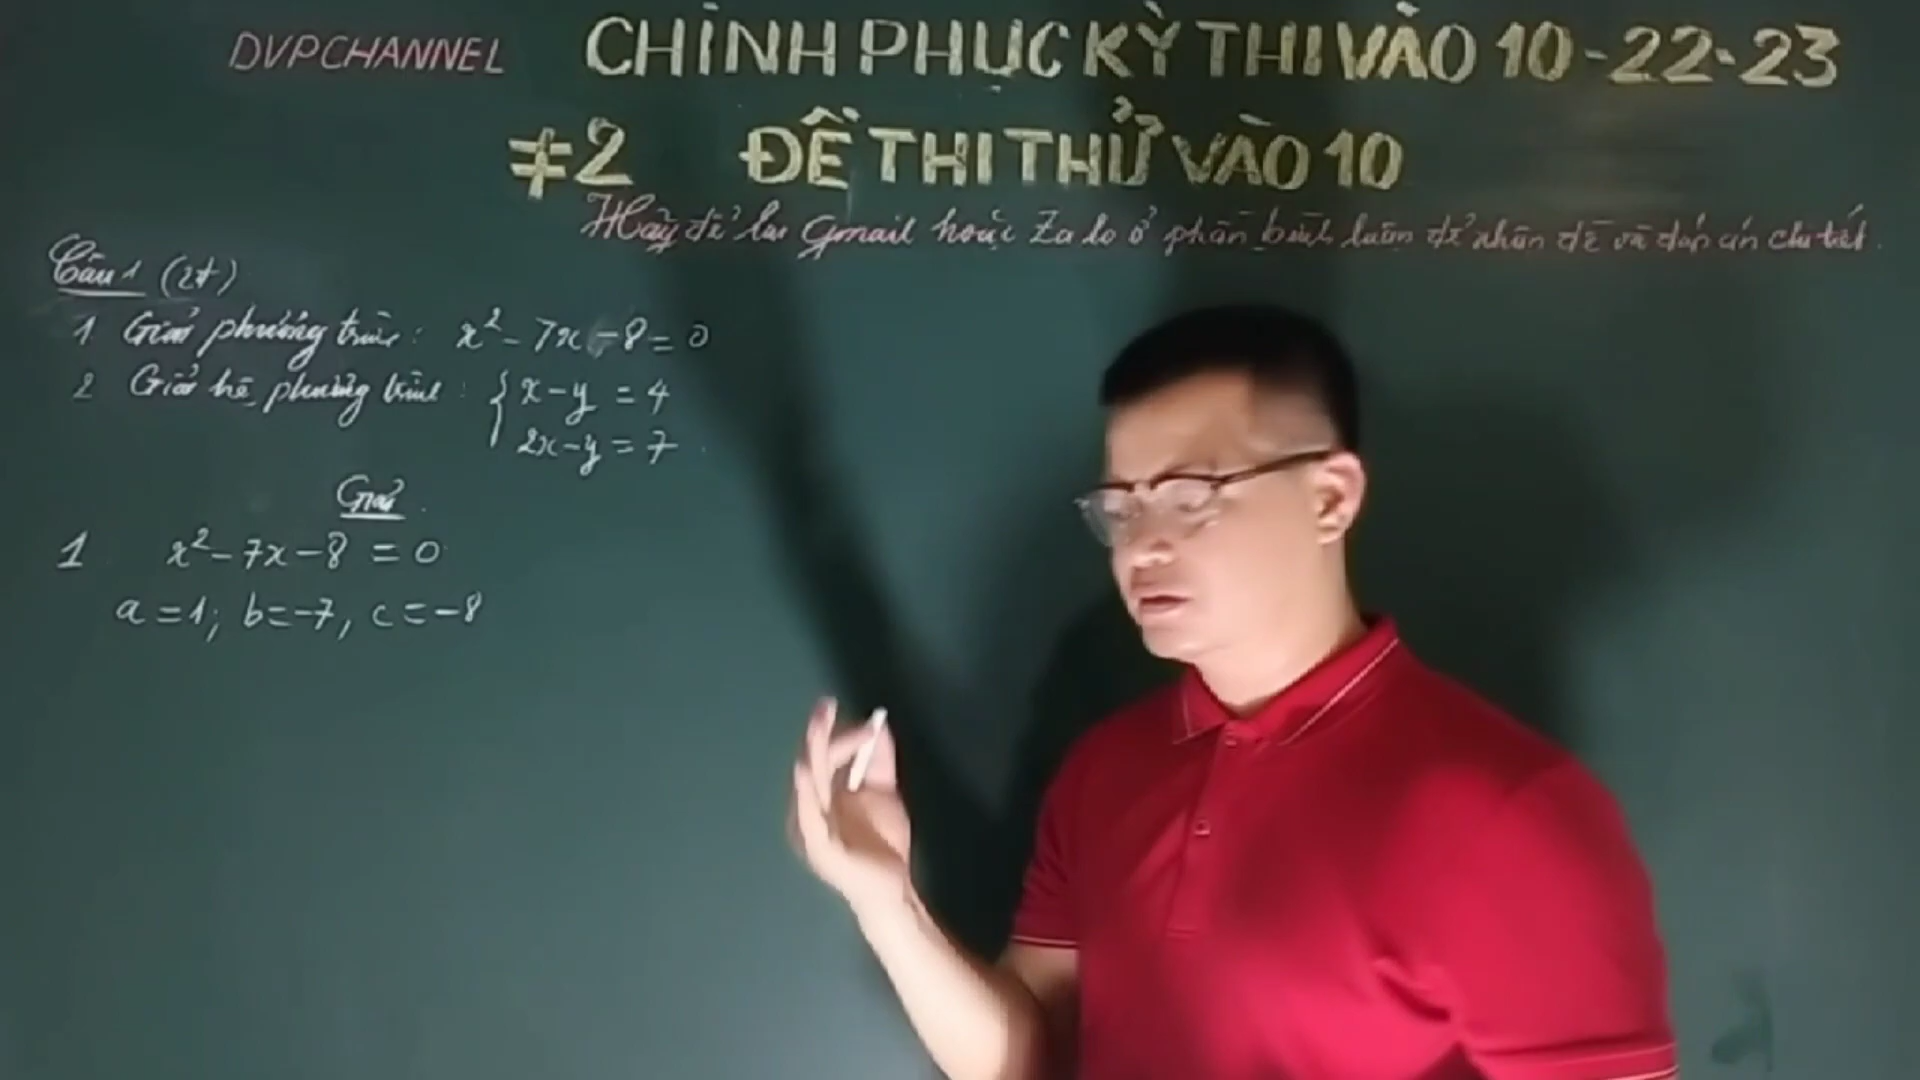 DVPCHANNEL CHINH PHỤC KỲ THI VÀO 10-22-23
#2 ĐỀ THI THỬ VÀO 10
Hãy để lại Gmail hoặc Zalo ở phần bình luận để nhận đề và đáp án chi tiết.
Câu 1 (2đ)
1 Giải phương trình: x² - 7x - 8 = 0
2 Giải hệ phương trình: { x - y = 4
2x - y = 7
Giải.
1 x² - 7x - 8 = 0
a = 1; b = -7, c = -8